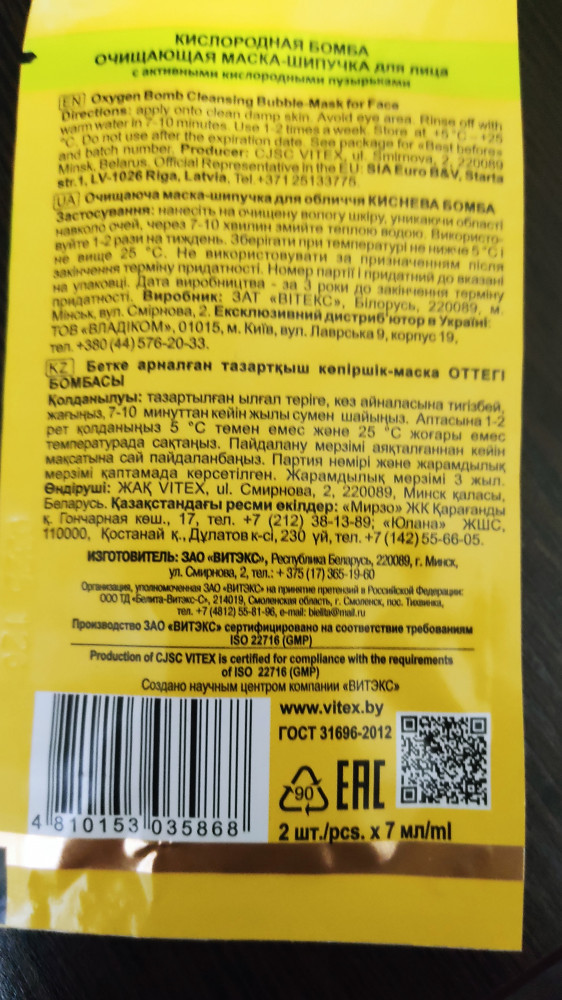 КИСЛОРОДНАЯ БОМБА
ОЧИЩАЮЩАЯ МАСКА-ШИПУЧКА ДЛЯ ЛИЦА
с активными кислородными пузырьками
EN Oxygen Bomb Cleansing Bubble-Mask for Face
Directions: apply onto clean damp skin. Avoid eye area. Rinse off with
warm water in 7-10 minutes. Use 1-2 times a week. Store at +5°C - +25
°C. Do not use after the expiration date. See package for «Best before»
and batch number. Producer: CJSC VITEX, ul. Smirnova, 2, 220089
Minsk, Belarus. Official Representative in the EU: SIA Euro B&V, Starta
str.1, LV-1026 Riga, Latvia, Tel.+371 25133775.
UA Очищаюча маска-шипучка для обличчя КИСНЕВА БОМБА
Застосування: нанесіть на очищену вологу шкіру, уникаючи області
навколо очей, через 7-10 хвилин змийте теплою водою. Використо-
вуйте 1-2 рази на тиждень. Зберігати при температурі не нижче 5 °С і
не вище 25 °С. Не використовувати за призначенням після
закінчення терміну придатності. Номер партії і придатний до вказані
на упаковці. Дата виробництва - за 3 роки до закінчення терміну
придатності. Виробник: ЗАТ «ВІТЕКС», Білорусь, 220089, м.
Мінськ, вул. Смірнова, 2. Ексклюзивний дистриб'ютор в Україні:
ТОВ «ВЛАДІКОМ», 01015, м. Київ, вул. Лаврська 9, корпус 19,
тел. +380 (44) 576-20-33.
KZ Бетке арналған тазартқыш көпіршік-маска ОТТЕГІ
БОМБАСЫ
Қолданылуы: тазартылған ылғал теріге, көз айналасына тигізбей,
жағыңыз, 7-10 минуттан кейін жылы сумен шайыңыз. Аптасына 1-2
рет қолданыңыз 5 °С төмен емес және 25 °С жоғары емес
температурада сақтаңыз. Пайдалану мерзімі аяқталғаннан кейін
мақсатына сай пайдаланбаңыз. Партия немірі және жарамдылық
мерзімі қаптамада көрсетілген. Жарамдылық мерзімі 3 жыл.
Өндіруші: ЖАҚ VITEX, ul. Смирнова, 2, 220089, Минск қаласы,
Беларусь. Қазақстандағы ресми өкілдер: «Мирзо» ЖК Қарағанды
қ. Гончарная көш., 17, тел. +7 (212) 38-13-89; «Юлана» ЖШС,
110000, Қостанай қ., Дулатов к-сі, 230 үй, тел. +7 (142) 55-66-05.
ИЗГОТОВИТЕЛЬ: ЗАО «ВИТЭКС», Республика Беларусь, 220089, г. Минск,
ул. Смирнова, 2, тел.: + 375 (17) 365-19-60
Организация, уполномоченная ЗАО «ВИТЭКС» на принятие претензий в Российской Федерации:
ООО ТД «Белита-Витэкс-С», 214019, Смоленская область, г. Смоленск, пос. Тихвинка,
тел. +7 (4812) 55-81-96, e-mail: bielita@mail.ru
Производство ЗАО «ВИТЭКС» сертифицировано на соответствие требованиям
ISO 22716 (GMP)
Production of CJSC VITEX is certified for compliance with the requirements
of ISO 22716 (GMP)
Создано научным центром компании «ВИТЭКС»
www.vitex.by
ГОСТ 31696-2012
90
EAC
4 810153 035868
2 шт./pcs. x 7 мл/ml